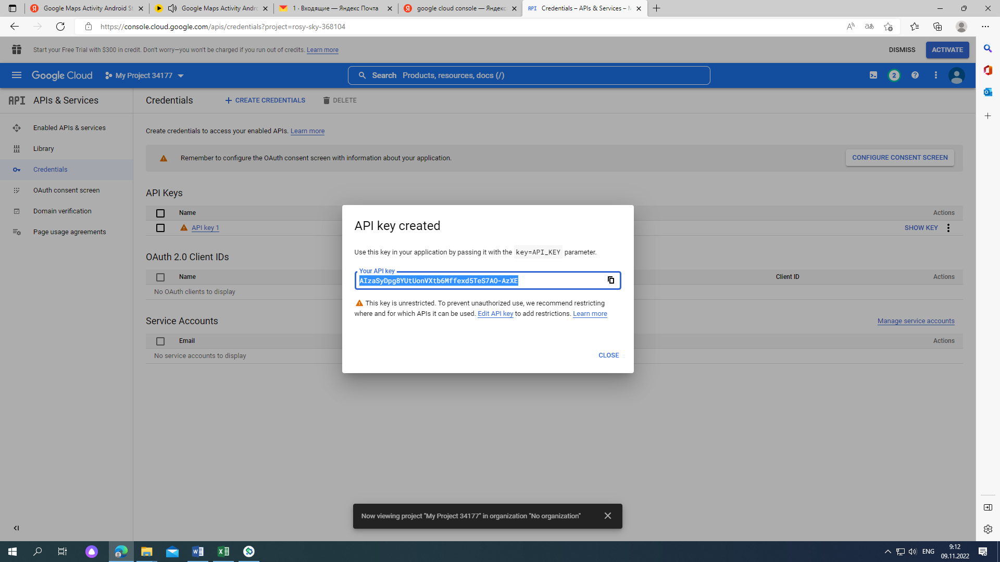 Google Maps Activity Android St
Google Maps Activity Andro
1 · Входящие — Яндекс Почта
google cloud console — Яндекс
API Credentials – APIs & Services – M
https://console.cloud.google.com/apis/credentials?project=rosy-sky-368104
Start your Free Trial with $300 in credit. Don't worry—you won't be charged if you run out of credits. Learn more
DISMISS
ACTIVATE
Google Cloud
My Project 34177
Search Products, resources, docs (/)
2
API APIs & Services
Credentials
CREATE CREDENTIALS
DELETE
Enabled APIs & services
Library
Credentials
OAuth consent screen
Domain verification
Page usage agreements
Create credentials to access your enabled APIs. Learn more
Remember to configure the OAuth consent screen with information about your application.
CONFIGURE CONSENT SCREEN
API Keys
Name
Actions
API key 1
SHOW KEY
OAuth 2.0 Client IDs
Name
Client ID
Actions
No OAuth clients to display
Service Accounts
Manage service accounts
Email
Actions
No service accounts to display
API key created
Use this key in your application by passing it with the key=API_KEY parameter.
Your API key
AIzaSyDpg8YUtUonVXtb6Mffexd5TeS7AO-AzXE
This key is unrestricted. To prevent unauthorized use, we recommend restricting
where and for which APIs it can be used. Edit API key to add restrictions. Learn more
CLOSE
Now viewing project "My Project 34177" in organization "No organization"
ENG
9:12
09.11.2022